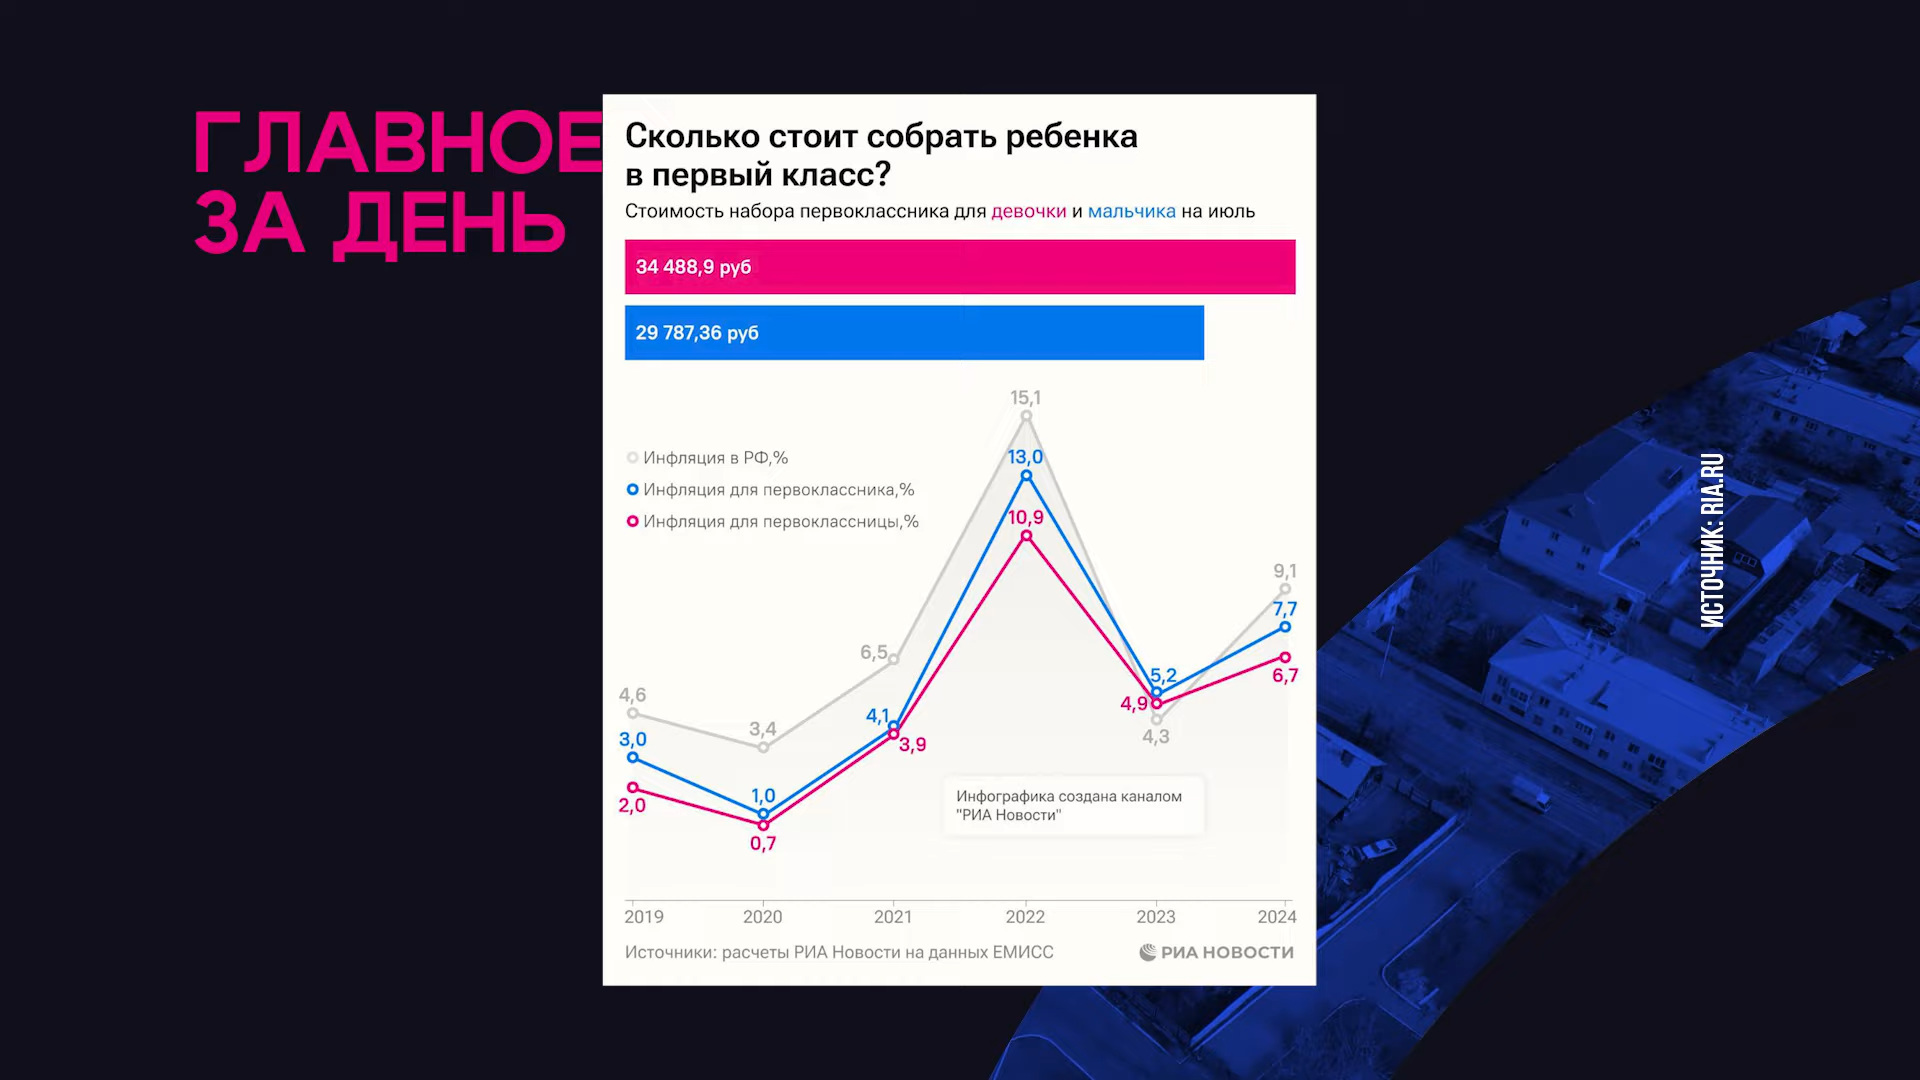 ГЛАВНОЕ
ЗА ДЕНЬ
Сколько стоит собрать ребенка
в первый класс?
Стоимость набора первоклассника для девочки и мальчика на июль
34 488,9 руб
29 787,36 руб
Инфляция в РФ,%
Инфляция для первоклассника,%
Инфляция для первоклассницы,%
15,1
13,0
10,9
9,1
7,7
6,7
6,5
5,2
4,9
4,3
4,6
3,4
4,1
3,9
3,0
2,0
1,0
0,7
Инфографика создана каналом
"РИА Новости"
2019 2020 2021 2022 2023 2024
Источники: расчеты РИА Новости на данных ЕМИСС
РИА НОВОСТИ
ИСТОЧНИК: RIA.RU